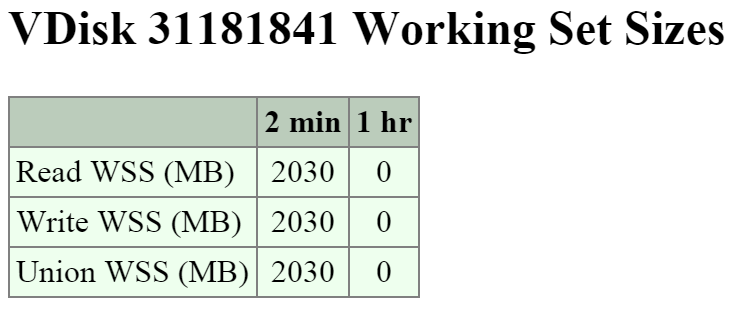 VDisk 31181841 Working Set Sizes
2 min 1 hr
Read WSS (MB) 2030 0
Write WSS (MB) 2030 0
Union WSS (MB) 2030 0